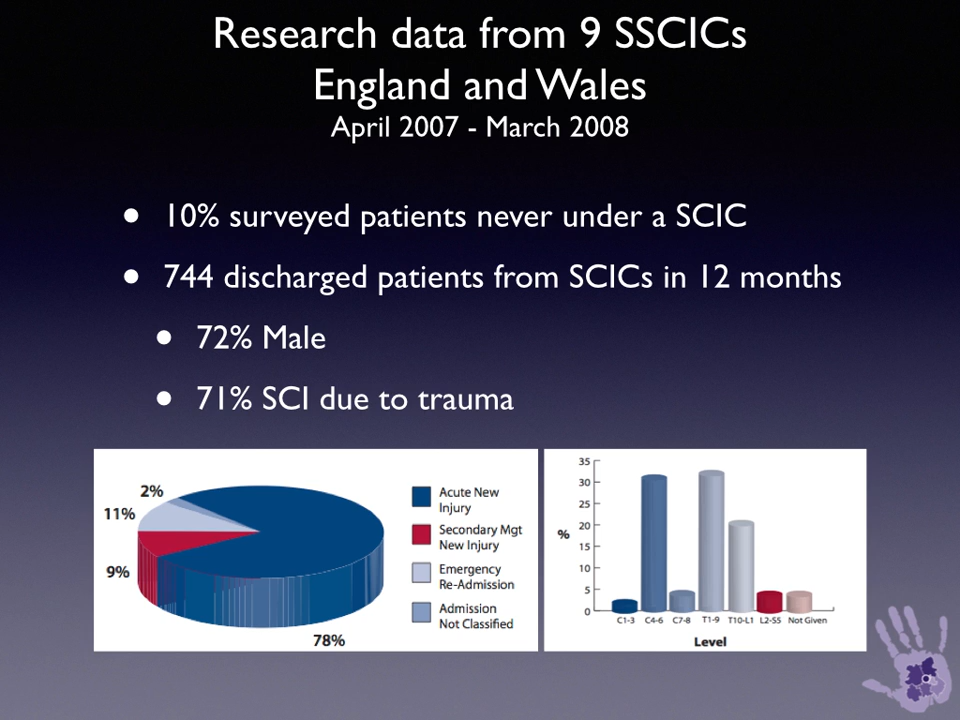 Research data from 9 SSCICs
England and Wales
April 2007 - March 2008
• 10% surveyed patients never under a SCIC
• 744 discharged patients from SCICs in 12 months
• 72% Male
• 71% SCI due to trauma
2%
11%
9%
78%
Acute New
Injury
Secondary Mgt
New Injury
Emergency
Re-Admission
Admission
Not Classified
35
30
25
20
%
15
10
5
0
C1-3 C4-6 C7-8 T1-9 T10-L1 L2-S5 Not Given
Level